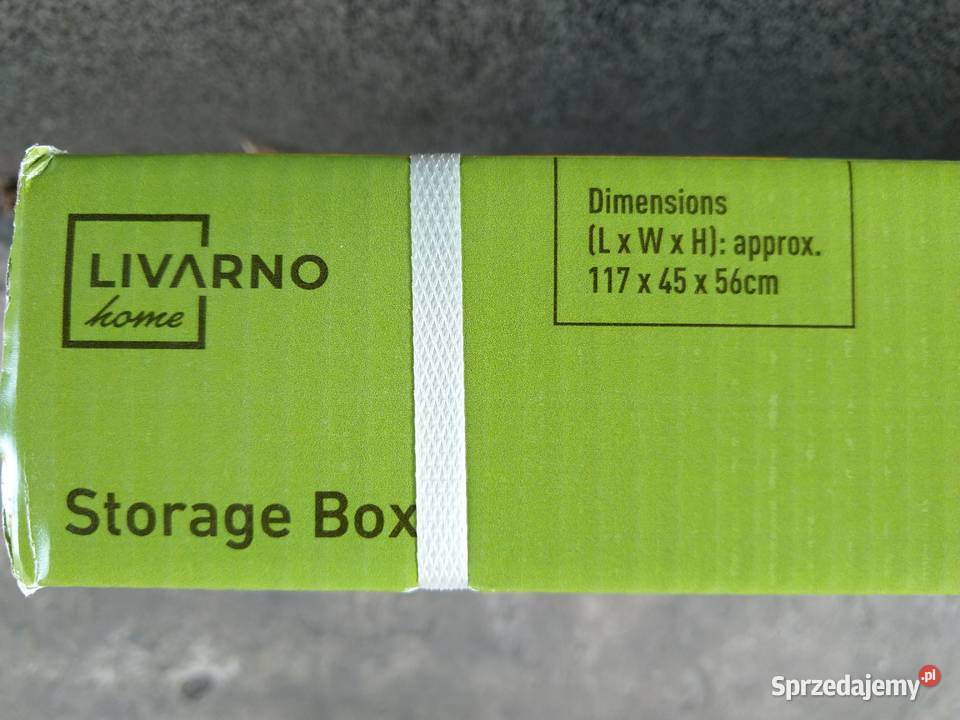 LIVARNO
home
Storage Box
Dimensions
(L x W x H): approx.
117 x 45 x 56cm
Sprzedajemy.pl